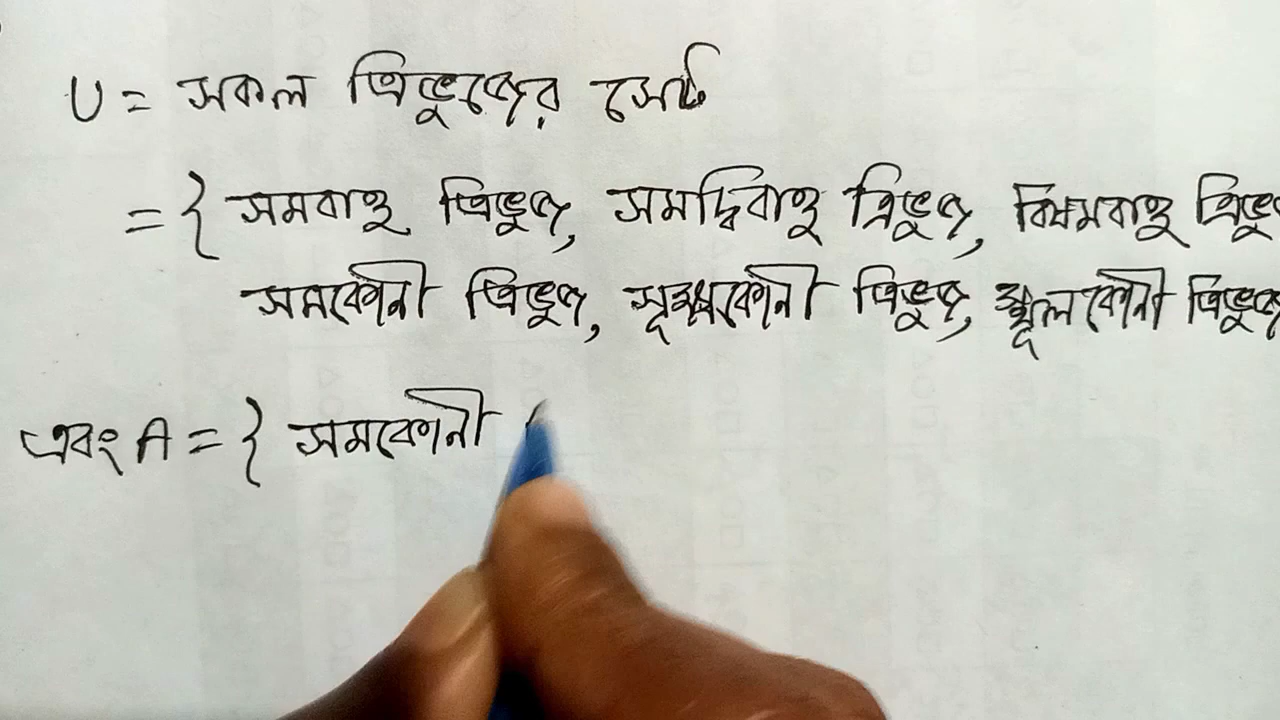 U = সকল ত্রিভুজের সেট
= { সমবাহু ত্রিভুজ, সমদ্বিবাহু ত্রিভুজ, বিষমবাহু ত্রিভুজ
সমকোনী ত্রিভুজ, সূক্ষ্মকোনী ত্রিভুজ, স্থূলকোনী ত্রিভুজ
এবং A = { সমকোনী